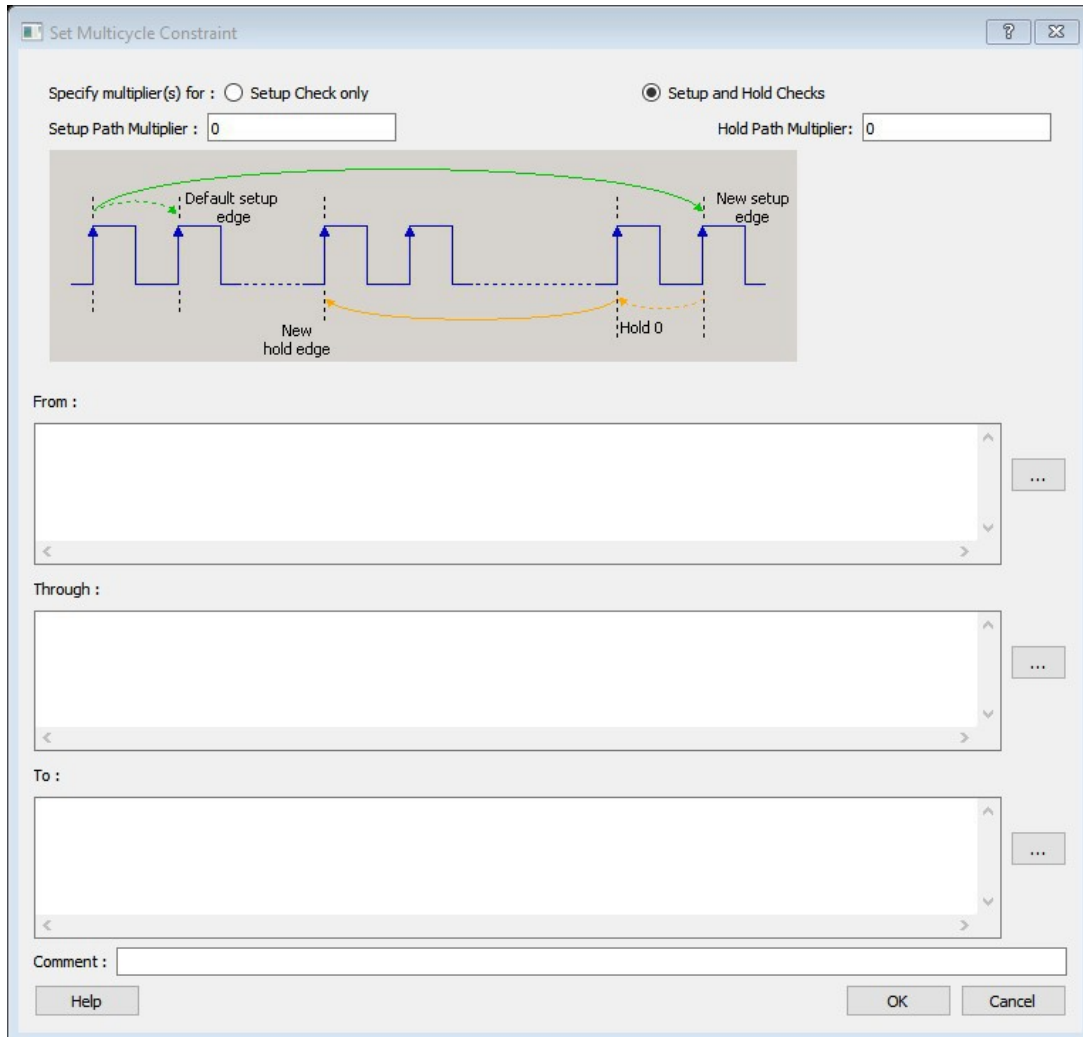 Set Multicycle Constraint
Specify multiplier(s) for : Setup Check only Setup and Hold Checks
Setup Path Multiplier : 0 Hold Path Multiplier: 0
Default setup
edge
New setup
edge
New
hold edge
Hold 0
From :
...
Through :
...
To :
...
Comment :
Help OK Cancel